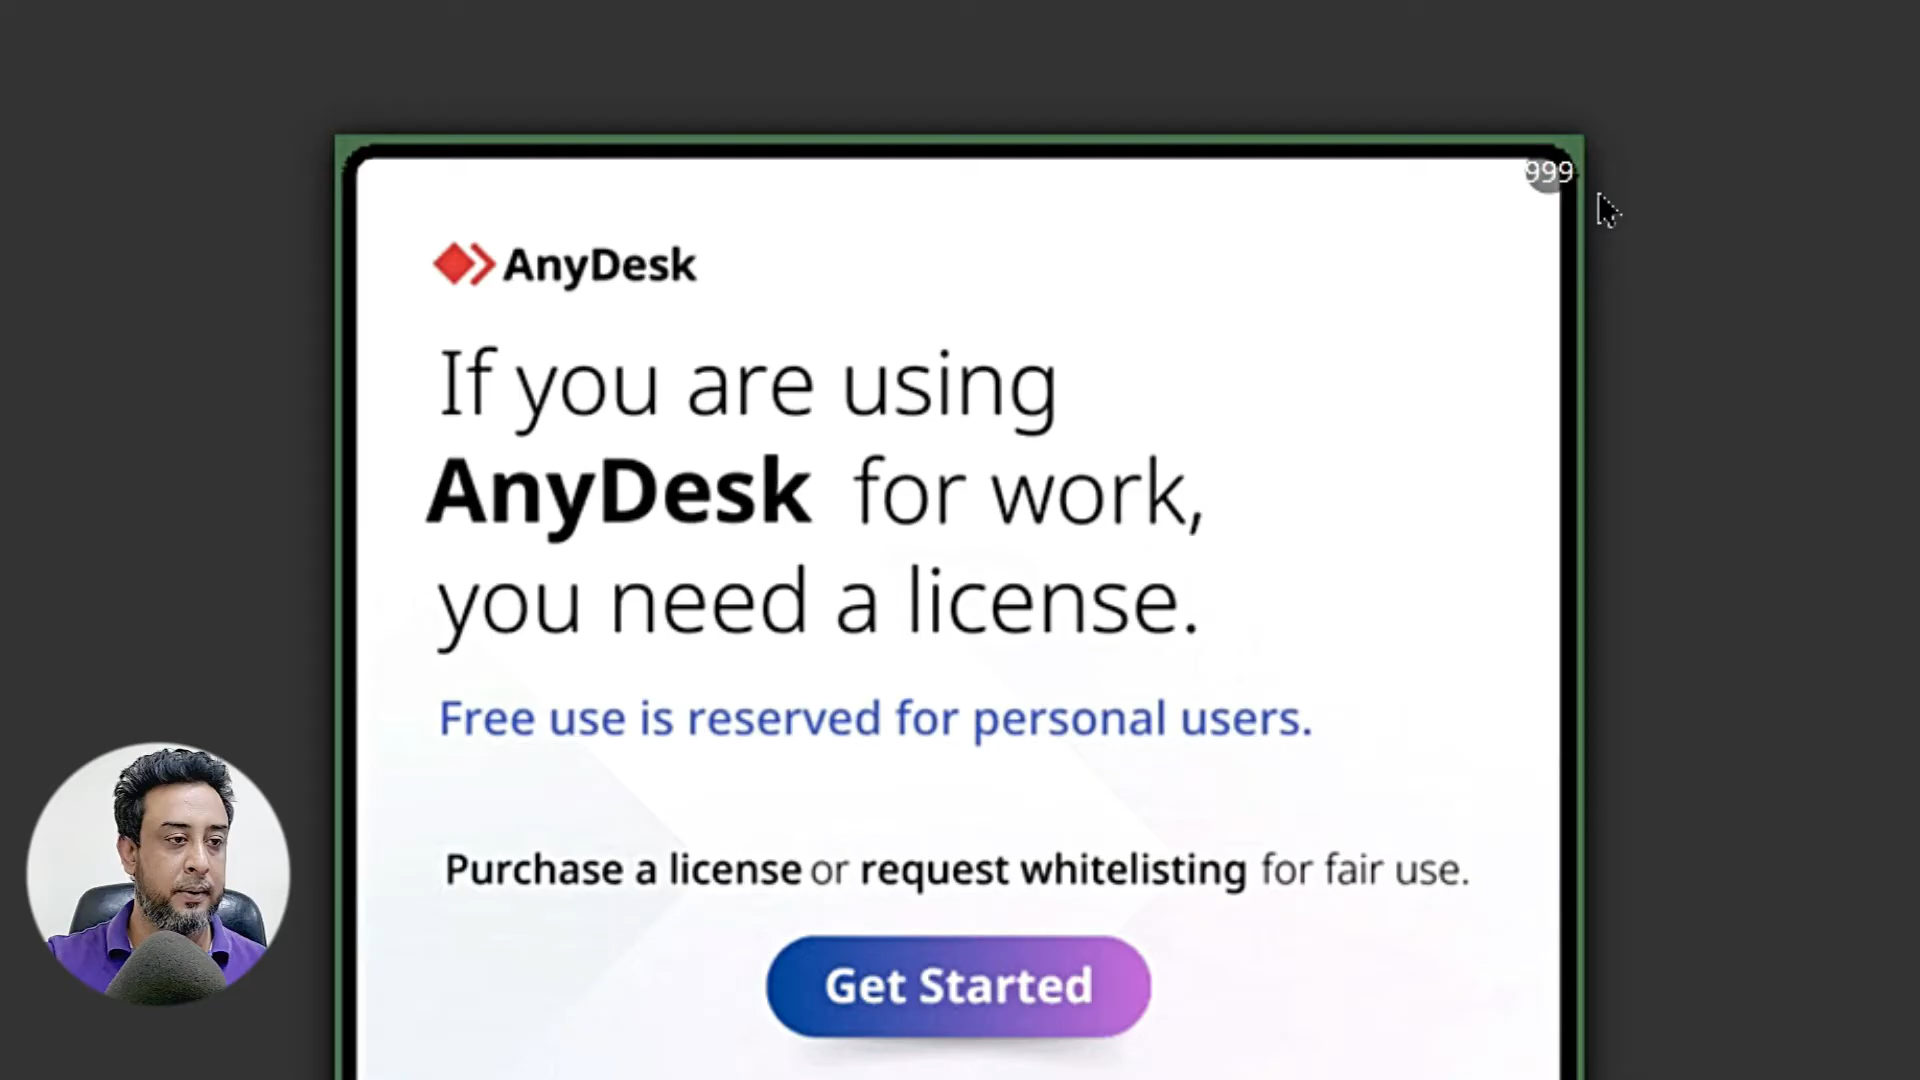 999
AnyDesk
If you are using
AnyDesk for work,
you need a license.
Free use is reserved for personal users.
Purchase a license or request whitelisting for fair use.
Get Started